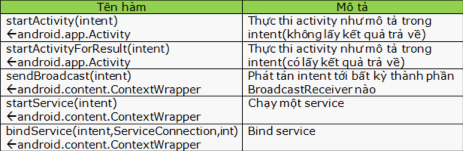 Tên hàm Mô tả
startActivity(intent) Thực thi activity như mô tả trong
←android.app.Activity intent(không lấy kết quả trả về)
startActivityForResult(intent) Thực thi activity như mô tả trong
←android.app.Activity intent(có lấy kết quả trả về)
sendBroadcast(intent) Phát tán intent tới bất kỳ thành phần
←android.content.ContextWrapper BroadcastReceiver nào
startService(intent) Chạy một service
←android.content.ContextWrapper
bindService(intent,ServiceConnection,int) Bind service
←android.content.ContextWrapper